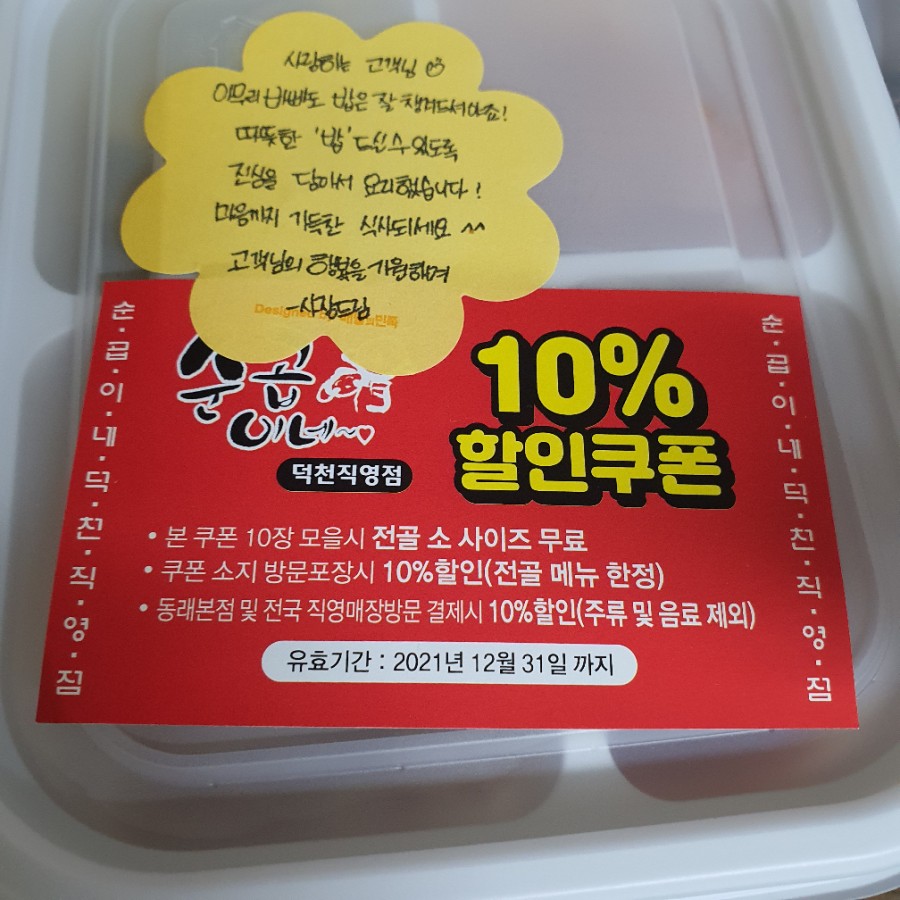 사랑하는 고객님
아무리 바빠도 밥은 잘 챙겨드셔야죠!
따뜻한 '밥' 드실 수 있도록
진심을 담아서 요리했습니다!
마음까지 가득한 식사되세요 ^^
고객님의 행복을 기원하며
-사장드림
Designed 민족
순곱이네~
덕천직영점
10%
할인쿠폰
• 본 쿠폰 10장 모을시 전골 소 사이즈 무료
• 쿠폰 소지 방문포장시 10%할인(전골 메뉴 한정)
• 동래본점 및 전국 직영매장방문 결제시 10%할인(주류 및 음료 제외)
유효기간 : 2021년 12월 31일 까지
순·곱·이·내·덕·천·직·영·점
순·곱·이·내·덕·천·직·영·점